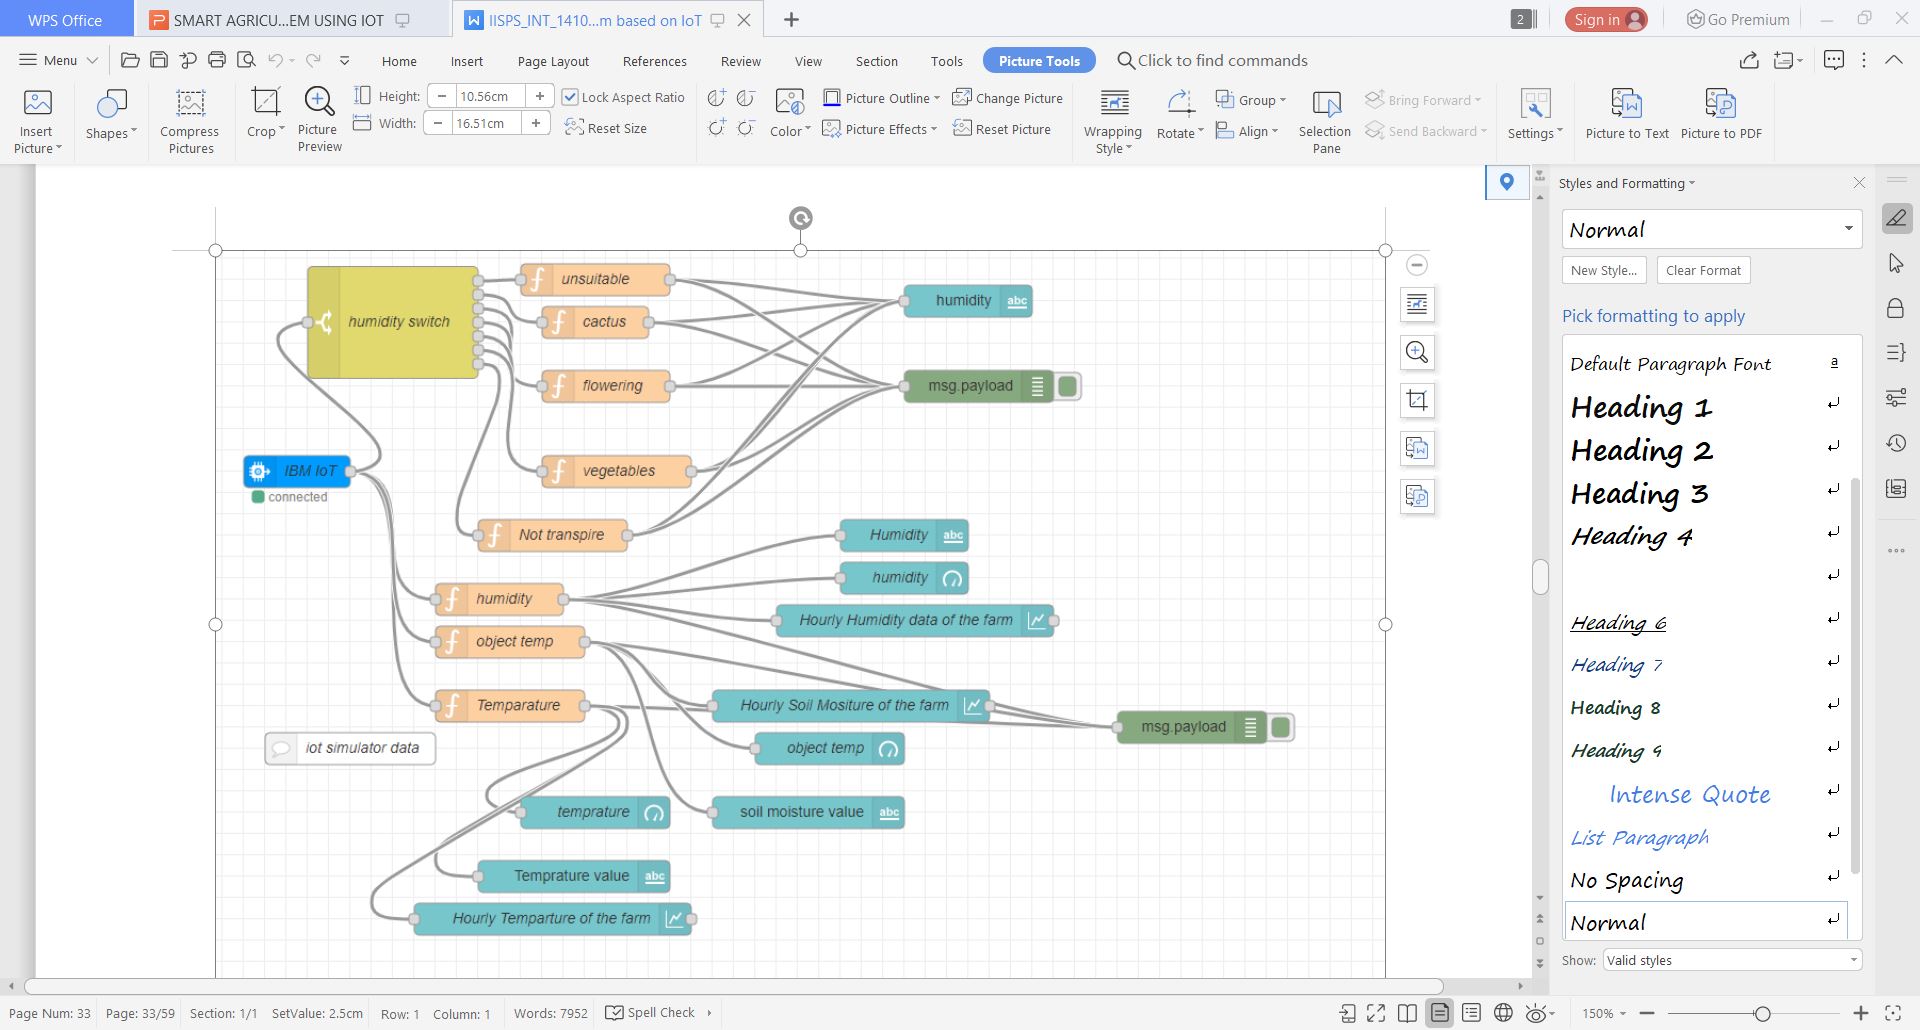 WPS Office
SMART AGRICU...EM USING IOT
IISPS_INT_1410...m based on IoT
2
Sign in
Go Premium
Menu
Home
Insert
Page Layout
References
Review
View
Section
Tools
Picture Tools
Click to find commands
Insert Picture
Shapes
Compress Pictures
Crop
Picture Preview
Height:
10.56cm
Width:
16.51cm
Lock Aspect Ratio
Reset Size
Color
Picture Outline
Picture Effects
Change Picture
Reset Picture
Wrapping Style
Rotate
Group
Align
Selection Pane
Bring Forward
Send Backward
Settings
Picture to Text
Picture to PDF
humidity switch
unsuitable
cactus
flowering
vegetables
Not transpire
humidity abc
msg.payload
IBM IoT
connected
Humidity abc
humidity
Hourly Humidity data of the farm
humidity
object temp
Temparature
Hourly Soil Mositure of the farm
object temp
msg.payload
iot simulator data
temprature
soil moisture value abc
Temprature value abc
Hourly Temparture of the farm
Styles and Formatting
Normal
New Style...
Clear Format
Pick formatting to apply
Default Paragraph Font a
Heading 1
Heading 2
Heading 3
Heading 4
Heading 6
Heading 7
Heading 8
Heading 9
Intense Quote
List Paragraph
No Spacing
Normal
Show: Valid styles
Page Num: 33
Page: 33/59
Section: 1/1
SetValue: 2.5cm
Row: 1
Column: 1
Words: 7952
Spell Check
150%